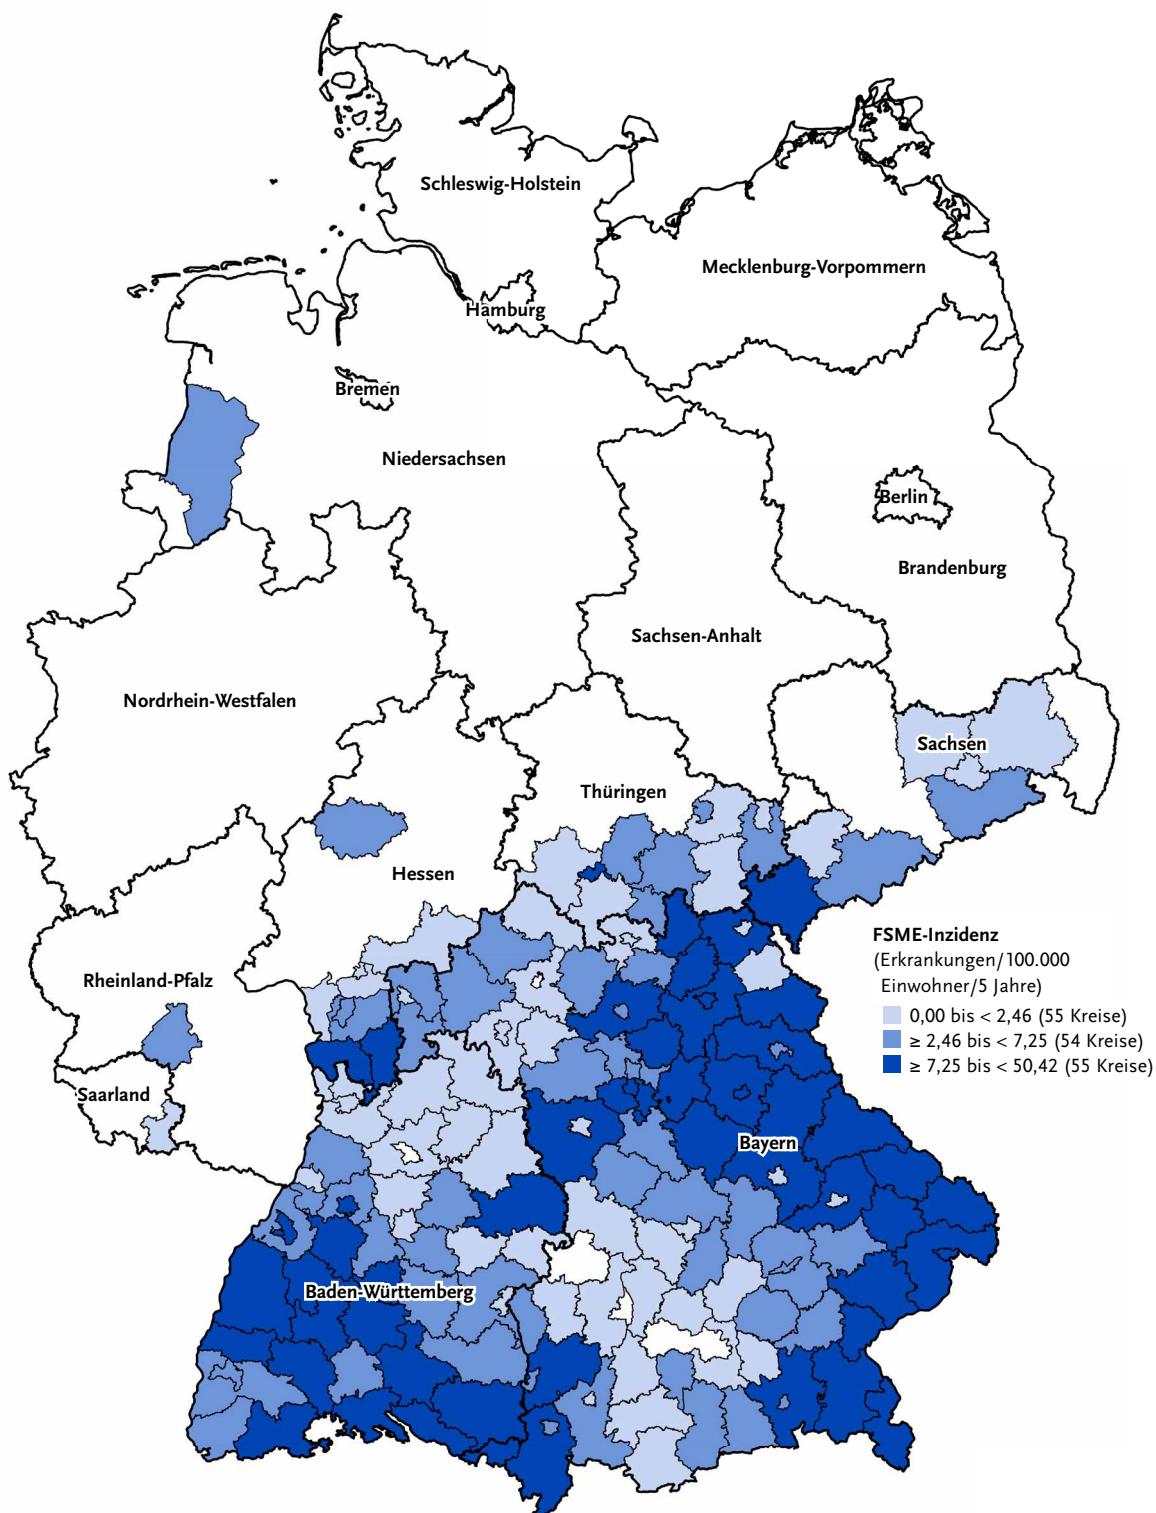 Schleswig-Holstein
Mecklenburg-Vorpommern
Hamburg
Bremen
Niedersachsen
Berlin
Brandenburg
Sachsen-Anhalt
Nordrhein-Westfalen
Sachsen
Thüringen
Hessen
FSME-Inzidenz
(Erkrankungen/100.000
Einwohner/5 Jahre)
0,00 bis < 2,46 (55 Kreise)
≥ 2,46 bis < 7,25 (54 Kreise)
≥ 7,25 bis < 50,42 (55 Kreise)
Rheinland-Pfalz
Saarland
Bayern
Baden-Württemberg